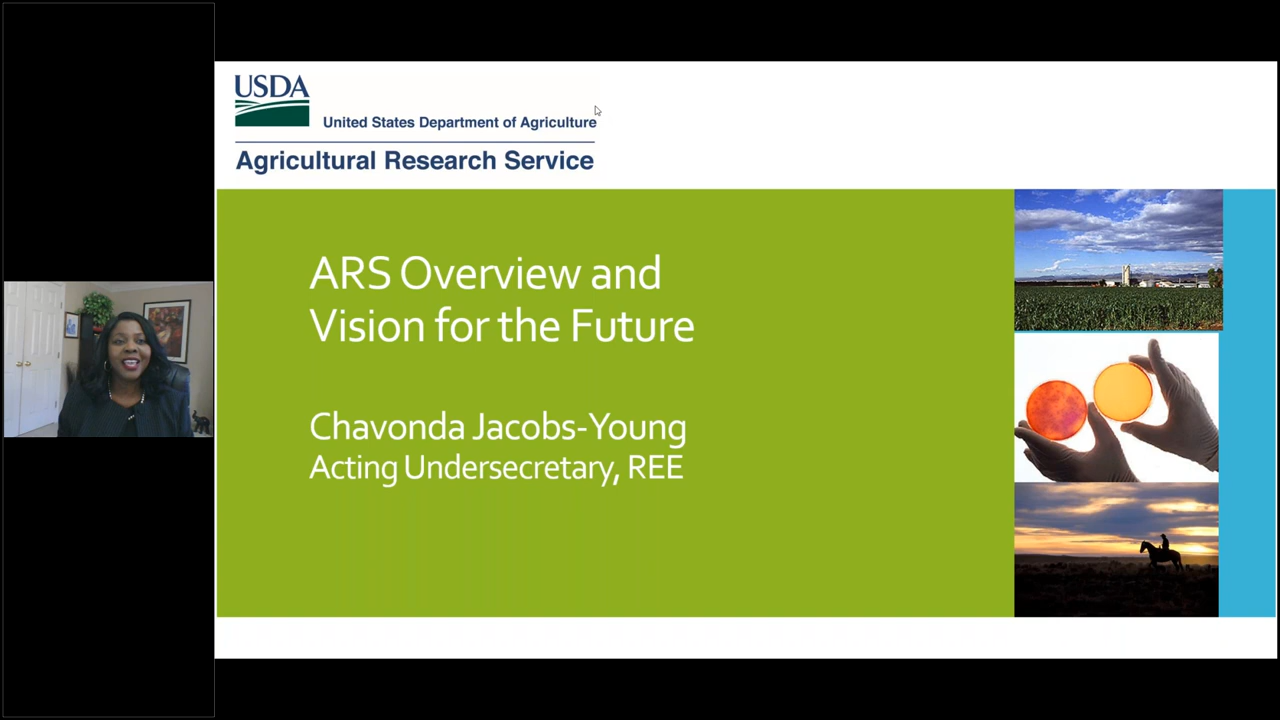 USDA
United States Department of Agriculture
Agricultural Research Service
ARS Overview and
Vision for the Future
Chavonda Jacobs-Young
Acting Undersecretary, REE